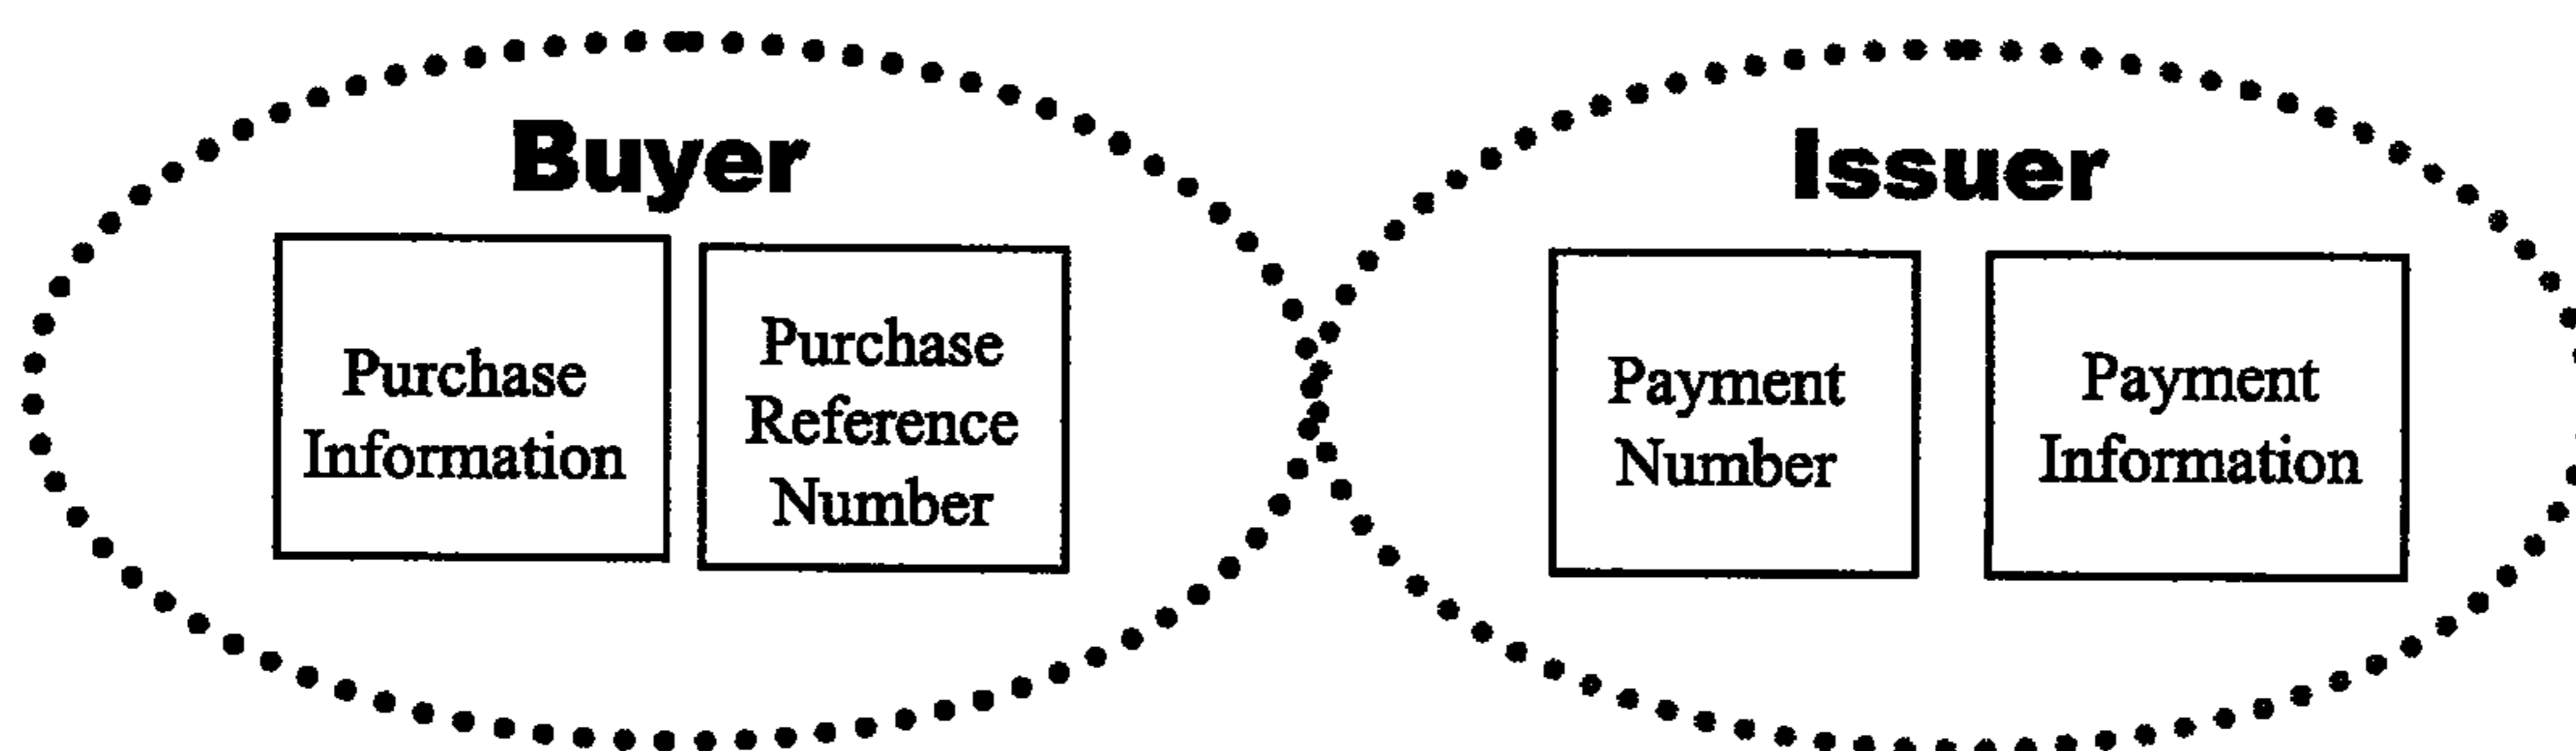 Buyer
Purchase
Information
Purchase
Reference
Number
Issuer
Payment
Number
Payment
Information